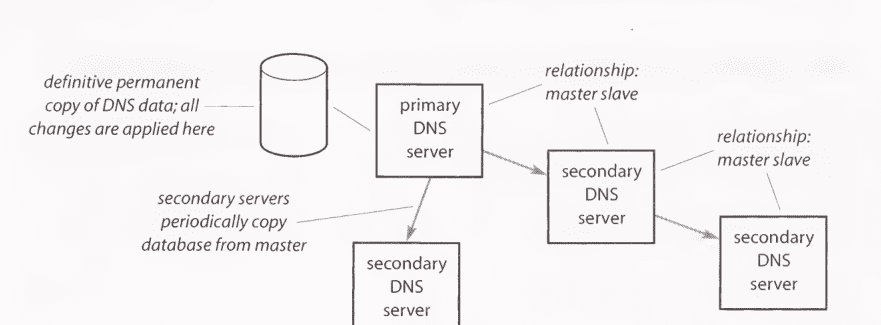 definitive permanent
copy of DNS data; all
changes are applied here
primary
DNS
server
relationship:
master slave
secondary
DNS
server
relationship:
master slave
secondary
DNS
server
secondary servers
periodically copy
database from master
secondary
DNS
server